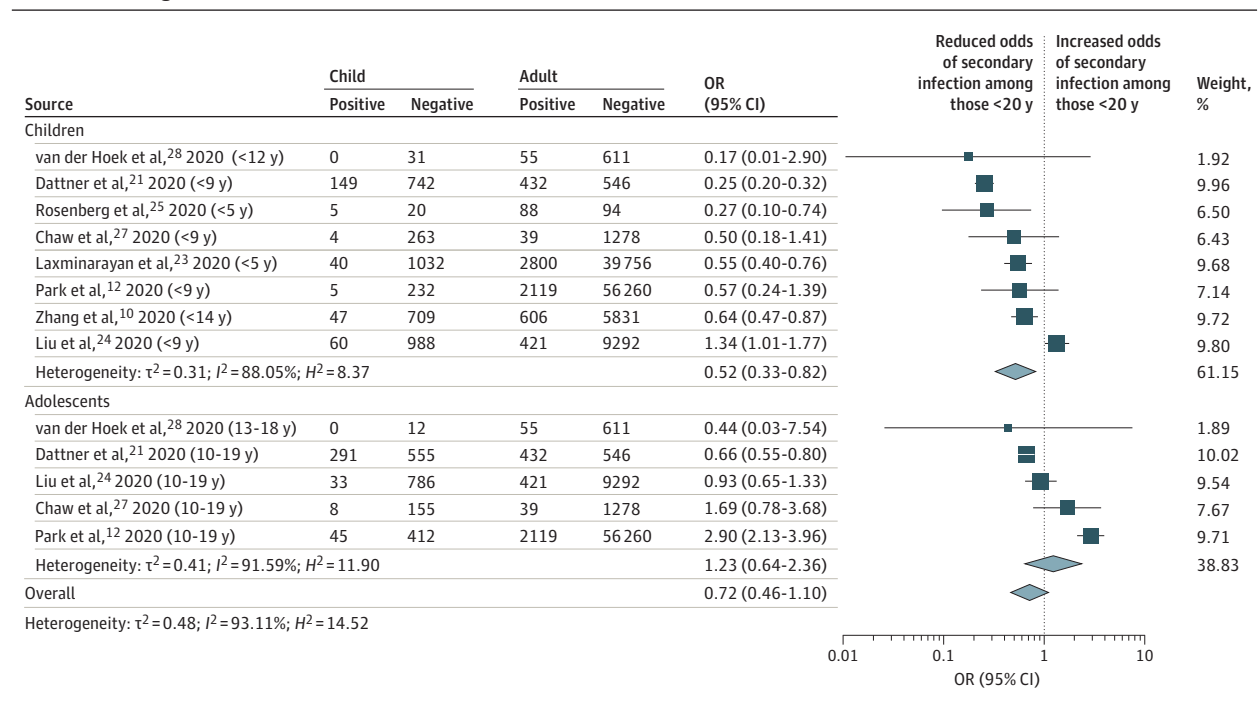 Reduced odds of secondary infection among those <20 y
Increased odds of secondary infection among those <20 y
Child Adult OR (95% CI) Weight, %
Source Positive Negative Positive Negative
Children
van der Hoek et al,28 2020 (<12 y) 0 31 55 611 0.17 (0.01-2.90) 1.92
Dattner et al,21 2020 (<9 y) 149 742 432 546 0.25 (0.20-0.32) 9.96
Rosenberg et al,25 2020 (<5 y) 5 20 88 94 0.27 (0.10-0.74) 6.50
Chaw et al,27 2020 (<9 y) 4 263 39 1278 0.50 (0.18-1.41) 6.43
Laxminarayan et al,23 2020 (<5 y) 40 1032 2800 39756 0.55 (0.40-0.76) 9.68
Park et al,12 2020 (<9 y) 5 232 2119 56260 0.57 (0.24-1.39) 7.14
Zhang et al,10 2020 (<14 y) 47 709 606 5831 0.64 (0.47-0.87) 9.72
Liu et al,24 2020 (<9 y) 60 988 421 9292 1.34 (1.01-1.77) 9.80
Heterogeneity: τ2=0.31; I2=88.05%; H2=8.37 0.52 (0.33-0.82) 61.15
Adolescents
van der Hoek et al,28 2020 (13-18 y) 0 12 55 611 0.44 (0.03-7.54) 1.89
Dattner et al,21 2020 (10-19 y) 291 555 432 546 0.66 (0.55-0.80) 10.02
Liu et al,24 2020 (10-19 y) 33 786 421 9292 0.93 (0.65-1.33) 9.54
Chaw et al,27 2020 (10-19 y) 8 155 39 1278 1.69 (0.78-3.68) 7.67
Park et al,12 2020 (10-19 y) 45 412 2119 56260 2.90 (2.13-3.96) 9.71
Heterogeneity: τ2=0.41; I2=91.59%; H2=11.90 1.23 (0.64-2.36) 38.83
Overall 0.72 (0.46-1.10)
Heterogeneity: τ2=0.48; I2=93.11%; H2=14.52
0.01 0.1 1 10
OR (95% CI)